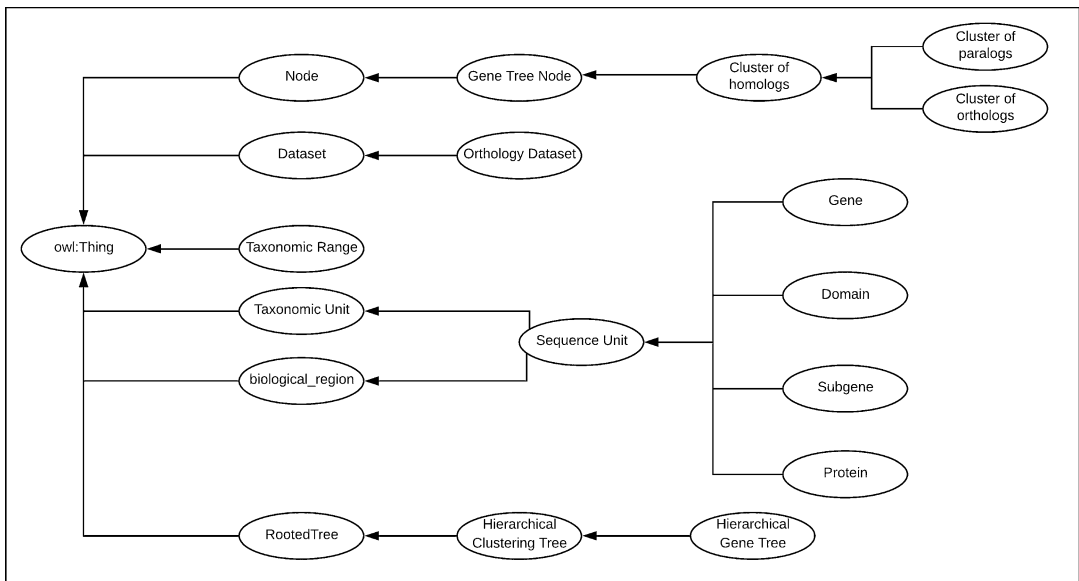 Cluster of
paralogs
Node
Gene Tree Node
Cluster of
homologs
Cluster of
orthologs
Dataset
Orthology Dataset
Gene
owl:Thing
Taxonomic Range
Domain
Taxonomic Unit
Sequence Unit
biological_region
Subgene
Protein
RootedTree
Hierarchical
Clustering Tree
Hierarchical
Gene Tree